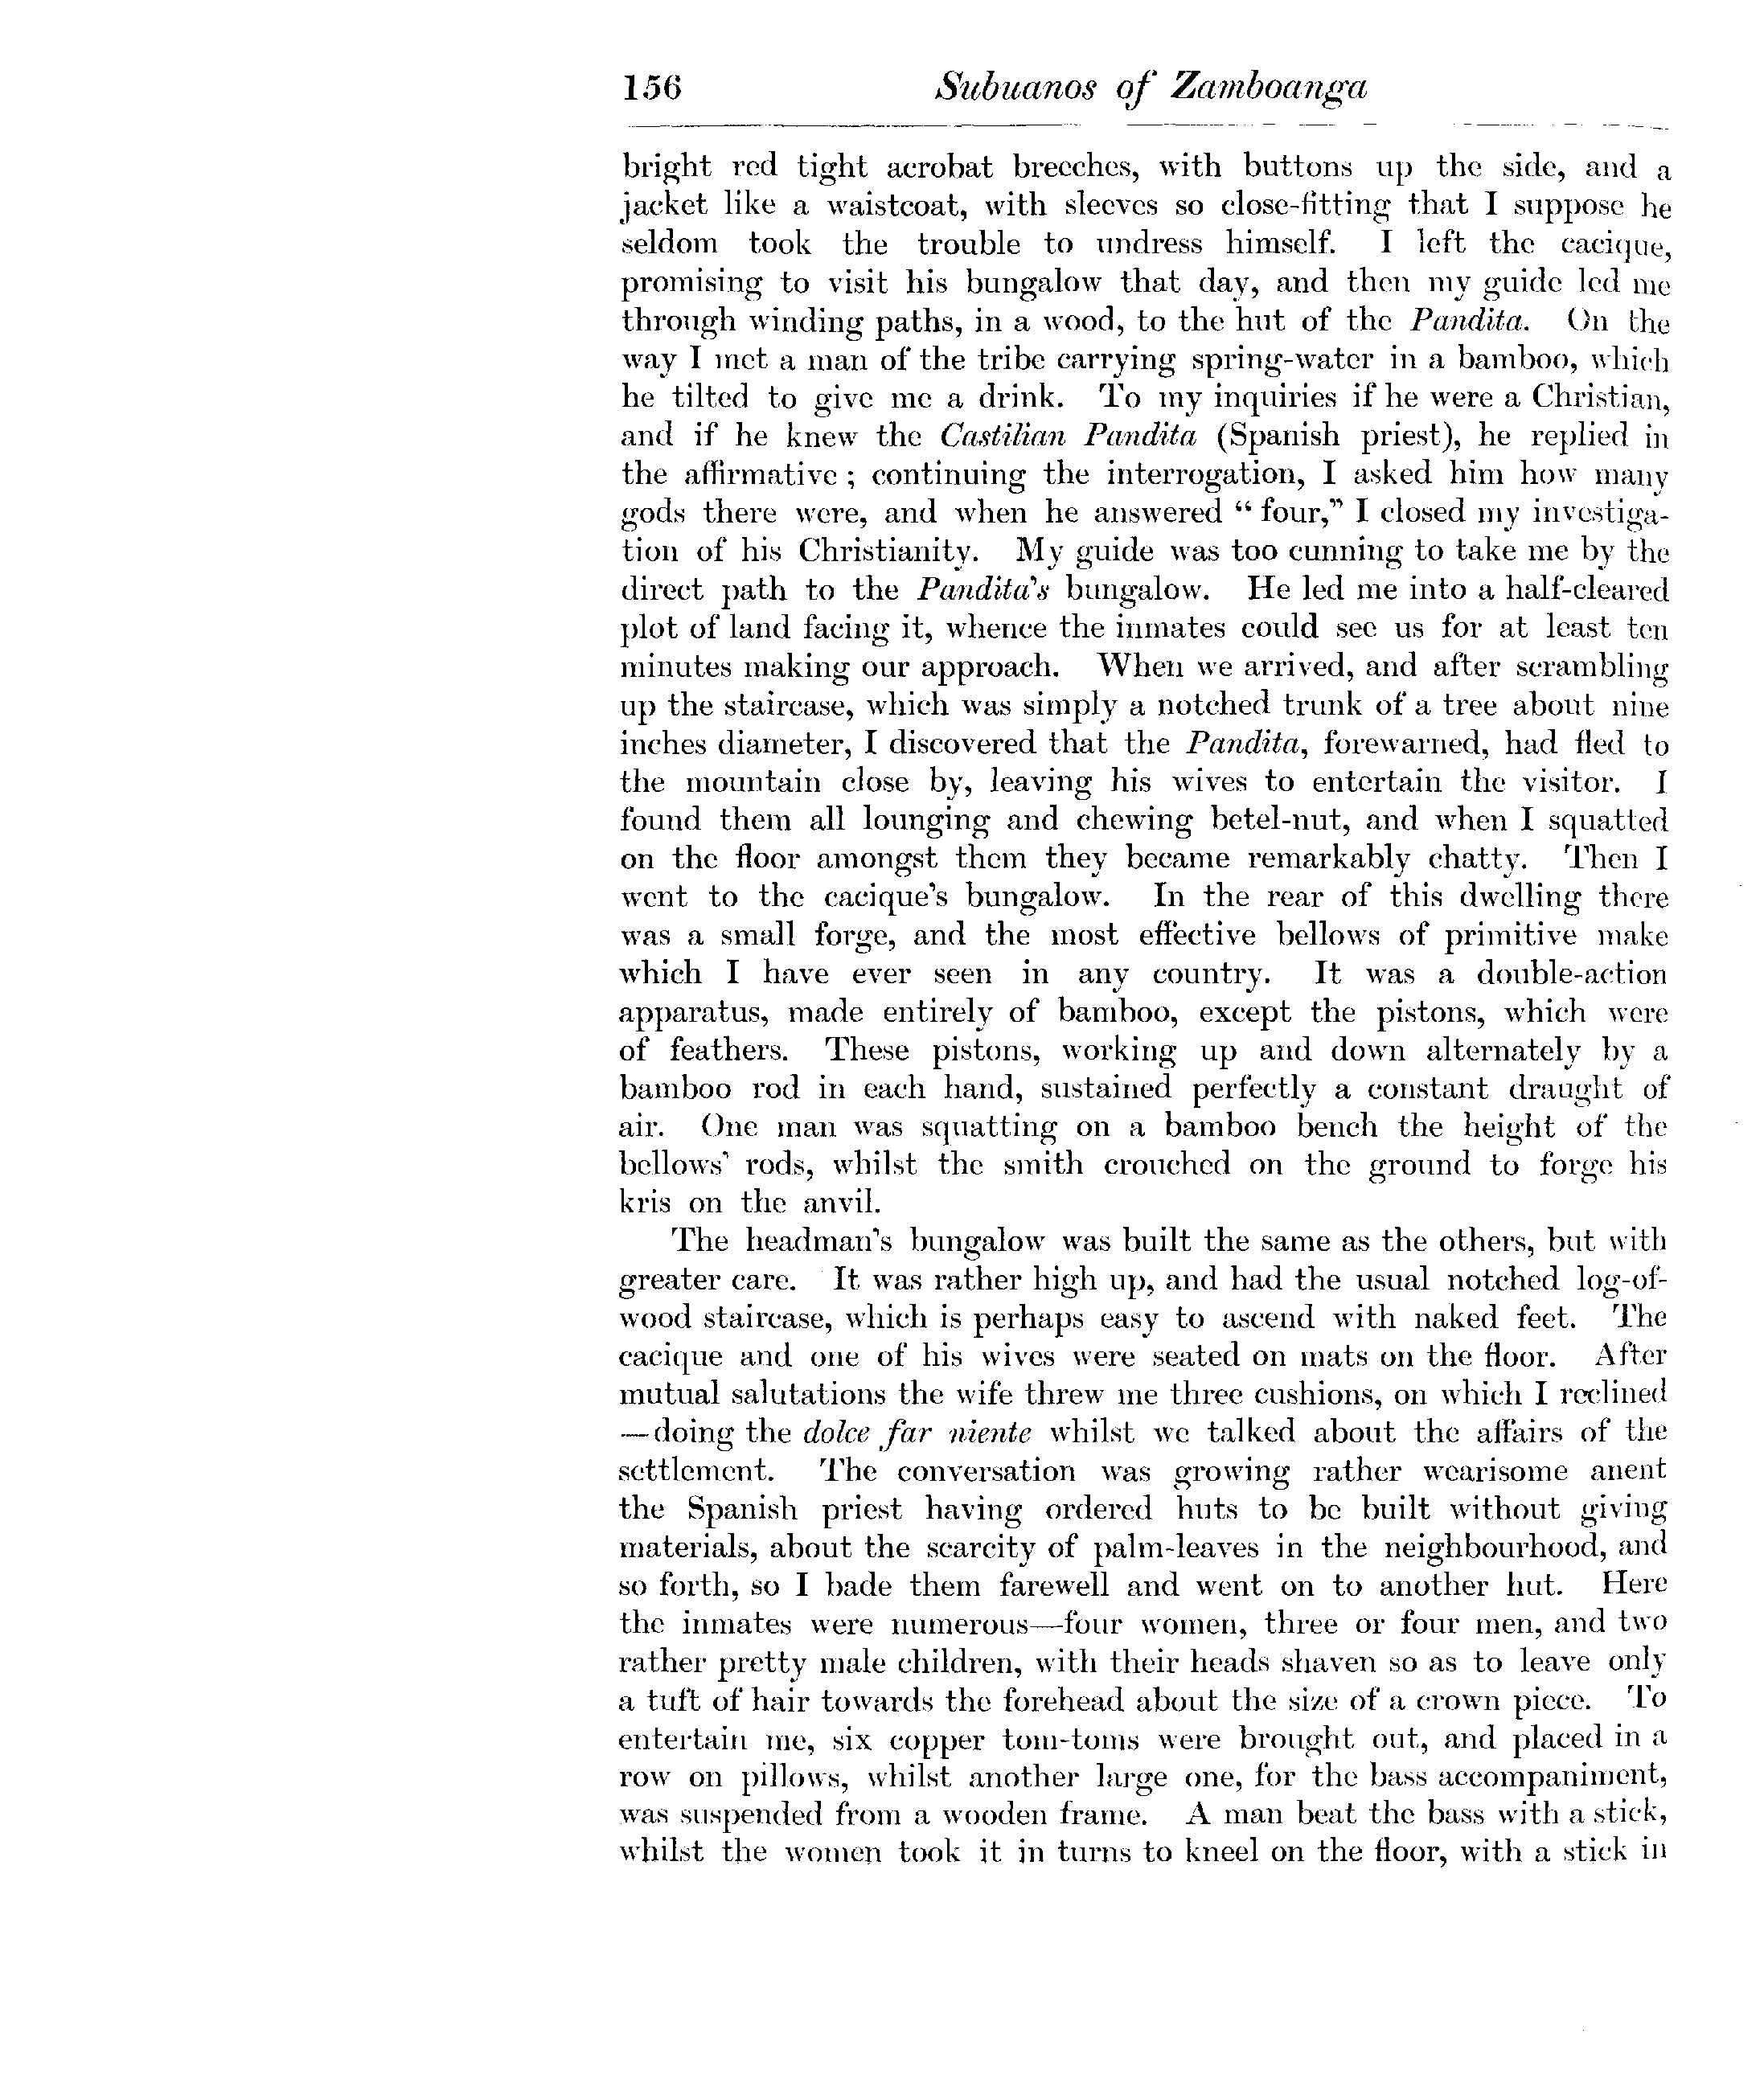 156 Subuanos of Zamboanga
bright red tight acrobat breeches, with buttons up the side, and a
jacket like a waistcoat, with sleeves so close-fitting that I suppose he
seldom took the trouble to undress himself. I left the cacique,
promising to visit his bungalow that day, and then my guide led me
through winding paths, in a wood, to the hut of the Pandita. On the
way I met a man of the tribe carrying spring-water in a bamboo, which
he tilted to give me a drink. To my inquiries if he were a Christian,
and if he knew the Castilian Pandita (Spanish priest), he replied in
the affirmative ; continuing the interrogation, I asked him how many
gods there were, and when he answered “ four,” I closed my investiga-
tion of his Christianity. My guide was too cunning to take me by the
direct path to the Pandita's bungalow. He led me into a half-cleared
plot of land facing it, whence the inmates could see us for at least ten
minutes making our approach. When we arrived, and after scrambling
up the staircase, which was simply a notched trunk of a tree about nine
inches diameter, I discovered that the Pandita, forewarned, had fled to
the mountain close by, leaving his wives to entertain the visitor. I
found them all lounging and chewing betel-nut, and when I squatted
on the floor amongst them they became remarkably chatty. Then I
went to the cacique's bungalow. In the rear of this dwelling there
was a small forge, and the most effective bellows of primitive make
which I have ever seen in any country. It was a double-action
apparatus, made entirely of bamboo, except the pistons, which were
of feathers. These pistons, working up and down alternately by a
bamboo rod in each hand, sustained perfectly a constant draught of
air. One man was squatting on a bamboo bench the height of the
bellows' rods, whilst the smith crouched on the ground to forge his
kris on the anvil.
The headman's bungalow was built the same as the others, but with
greater care. It was rather high up, and had the usual notched log-of-
wood staircase, which is perhaps easy to ascend with naked feet. The
cacique and one of his wives were seated on mats on the floor. After
mutual salutations the wife threw me three cushions, on which I reclined
—doing the dolce far niente whilst we talked about the affairs of the
settlement. The conversation was growing rather wearisome anent
the Spanish priest having ordered huts to be built without giving
materials, about the scarcity of palm-leaves in the neighbourhood, and
so forth, so I bade them farewell and went on to another hut. Here
the inmates were numerous—four women, three or four men, and two
rather pretty male children, with their heads shaven so as to leave only
a tuft of hair towards the forehead about the size of a crown piece. To
entertain me, six copper tom-toms were brought out, and placed in a
row on pillows, whilst another large one, for the bass accompaniment,
was suspended from a wooden frame. A man beat the bass with a stick,
whilst the women took it in turns to kneel on the floor, with a stick in